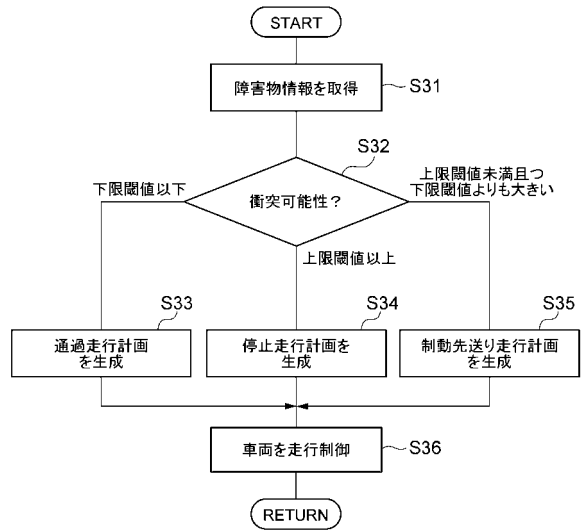 START
障害物情報を取得
S31
S32
衝突可能性?
下限閾値以下
上限閾値以上
上限閾値未満且つ
下限閾値よりも大きい
S33
通過走行計画
を生成
S34
停止走行計画を
生成
S35
制動先送り走行計画
を生成
車両を走行制御
S36
RETURN